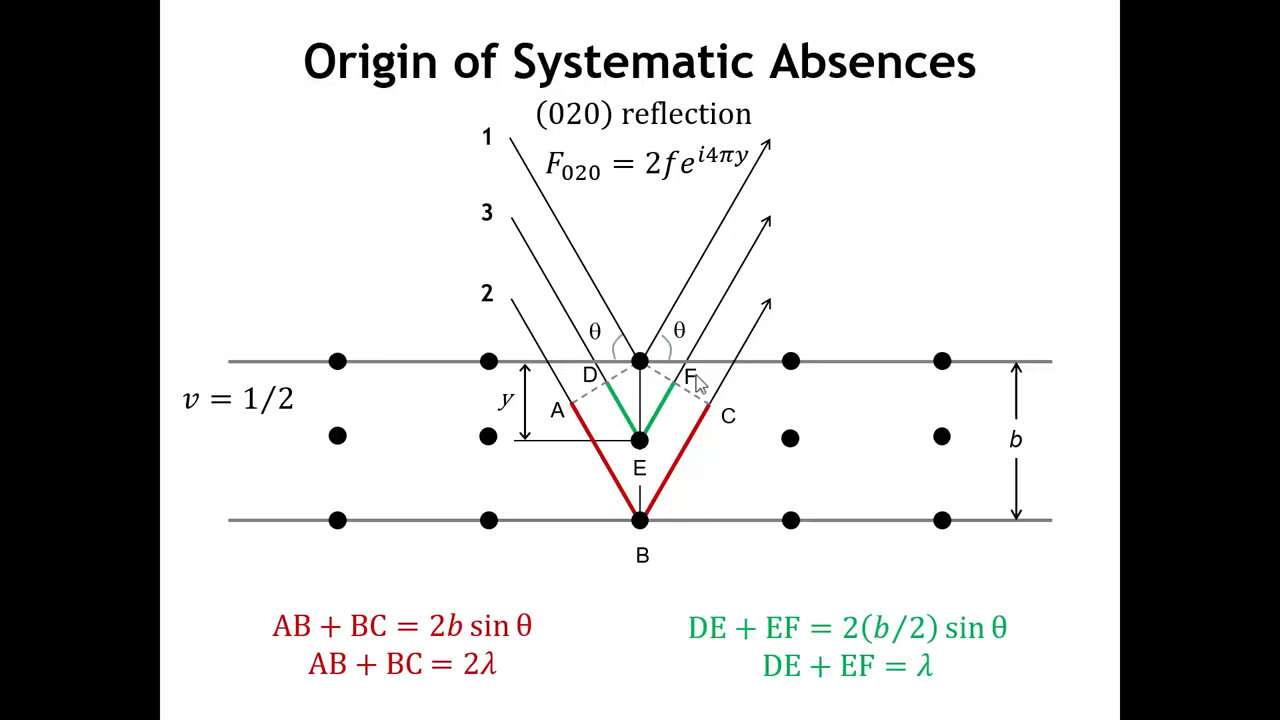 Origin of Systematic Absences
(020) reflection
1
F₀₂₀ = 2fe^{i4πy}
3
2
θ θ
D F
v = 1/2
y
A C
b
E
B
AB + BC = 2b sin θ
AB + BC = 2λ
DE + EF = 2(b/2) sin θ
DE + EF = λ